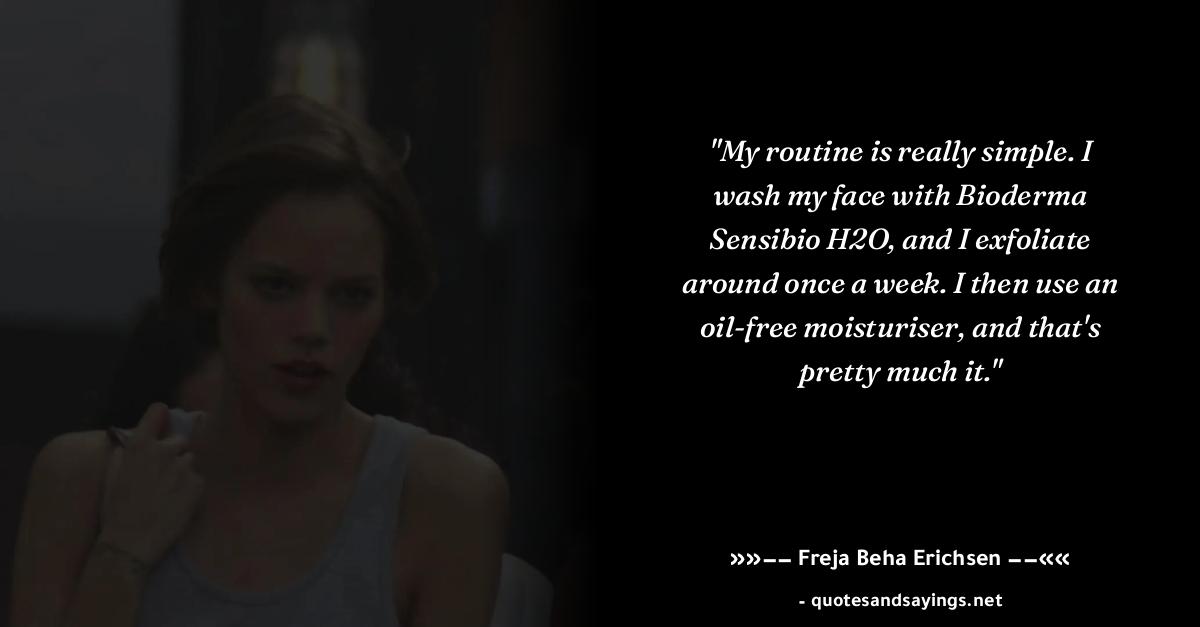 "My routine is really simple. I
wash my face with Bioderma
Sensibio H2O, and I exfoliate
around once a week. I then use an
oil-free moisturiser, and that's
pretty much it."
»»−− Freja Beha Erichsen −−««
- quotesandsayings.net